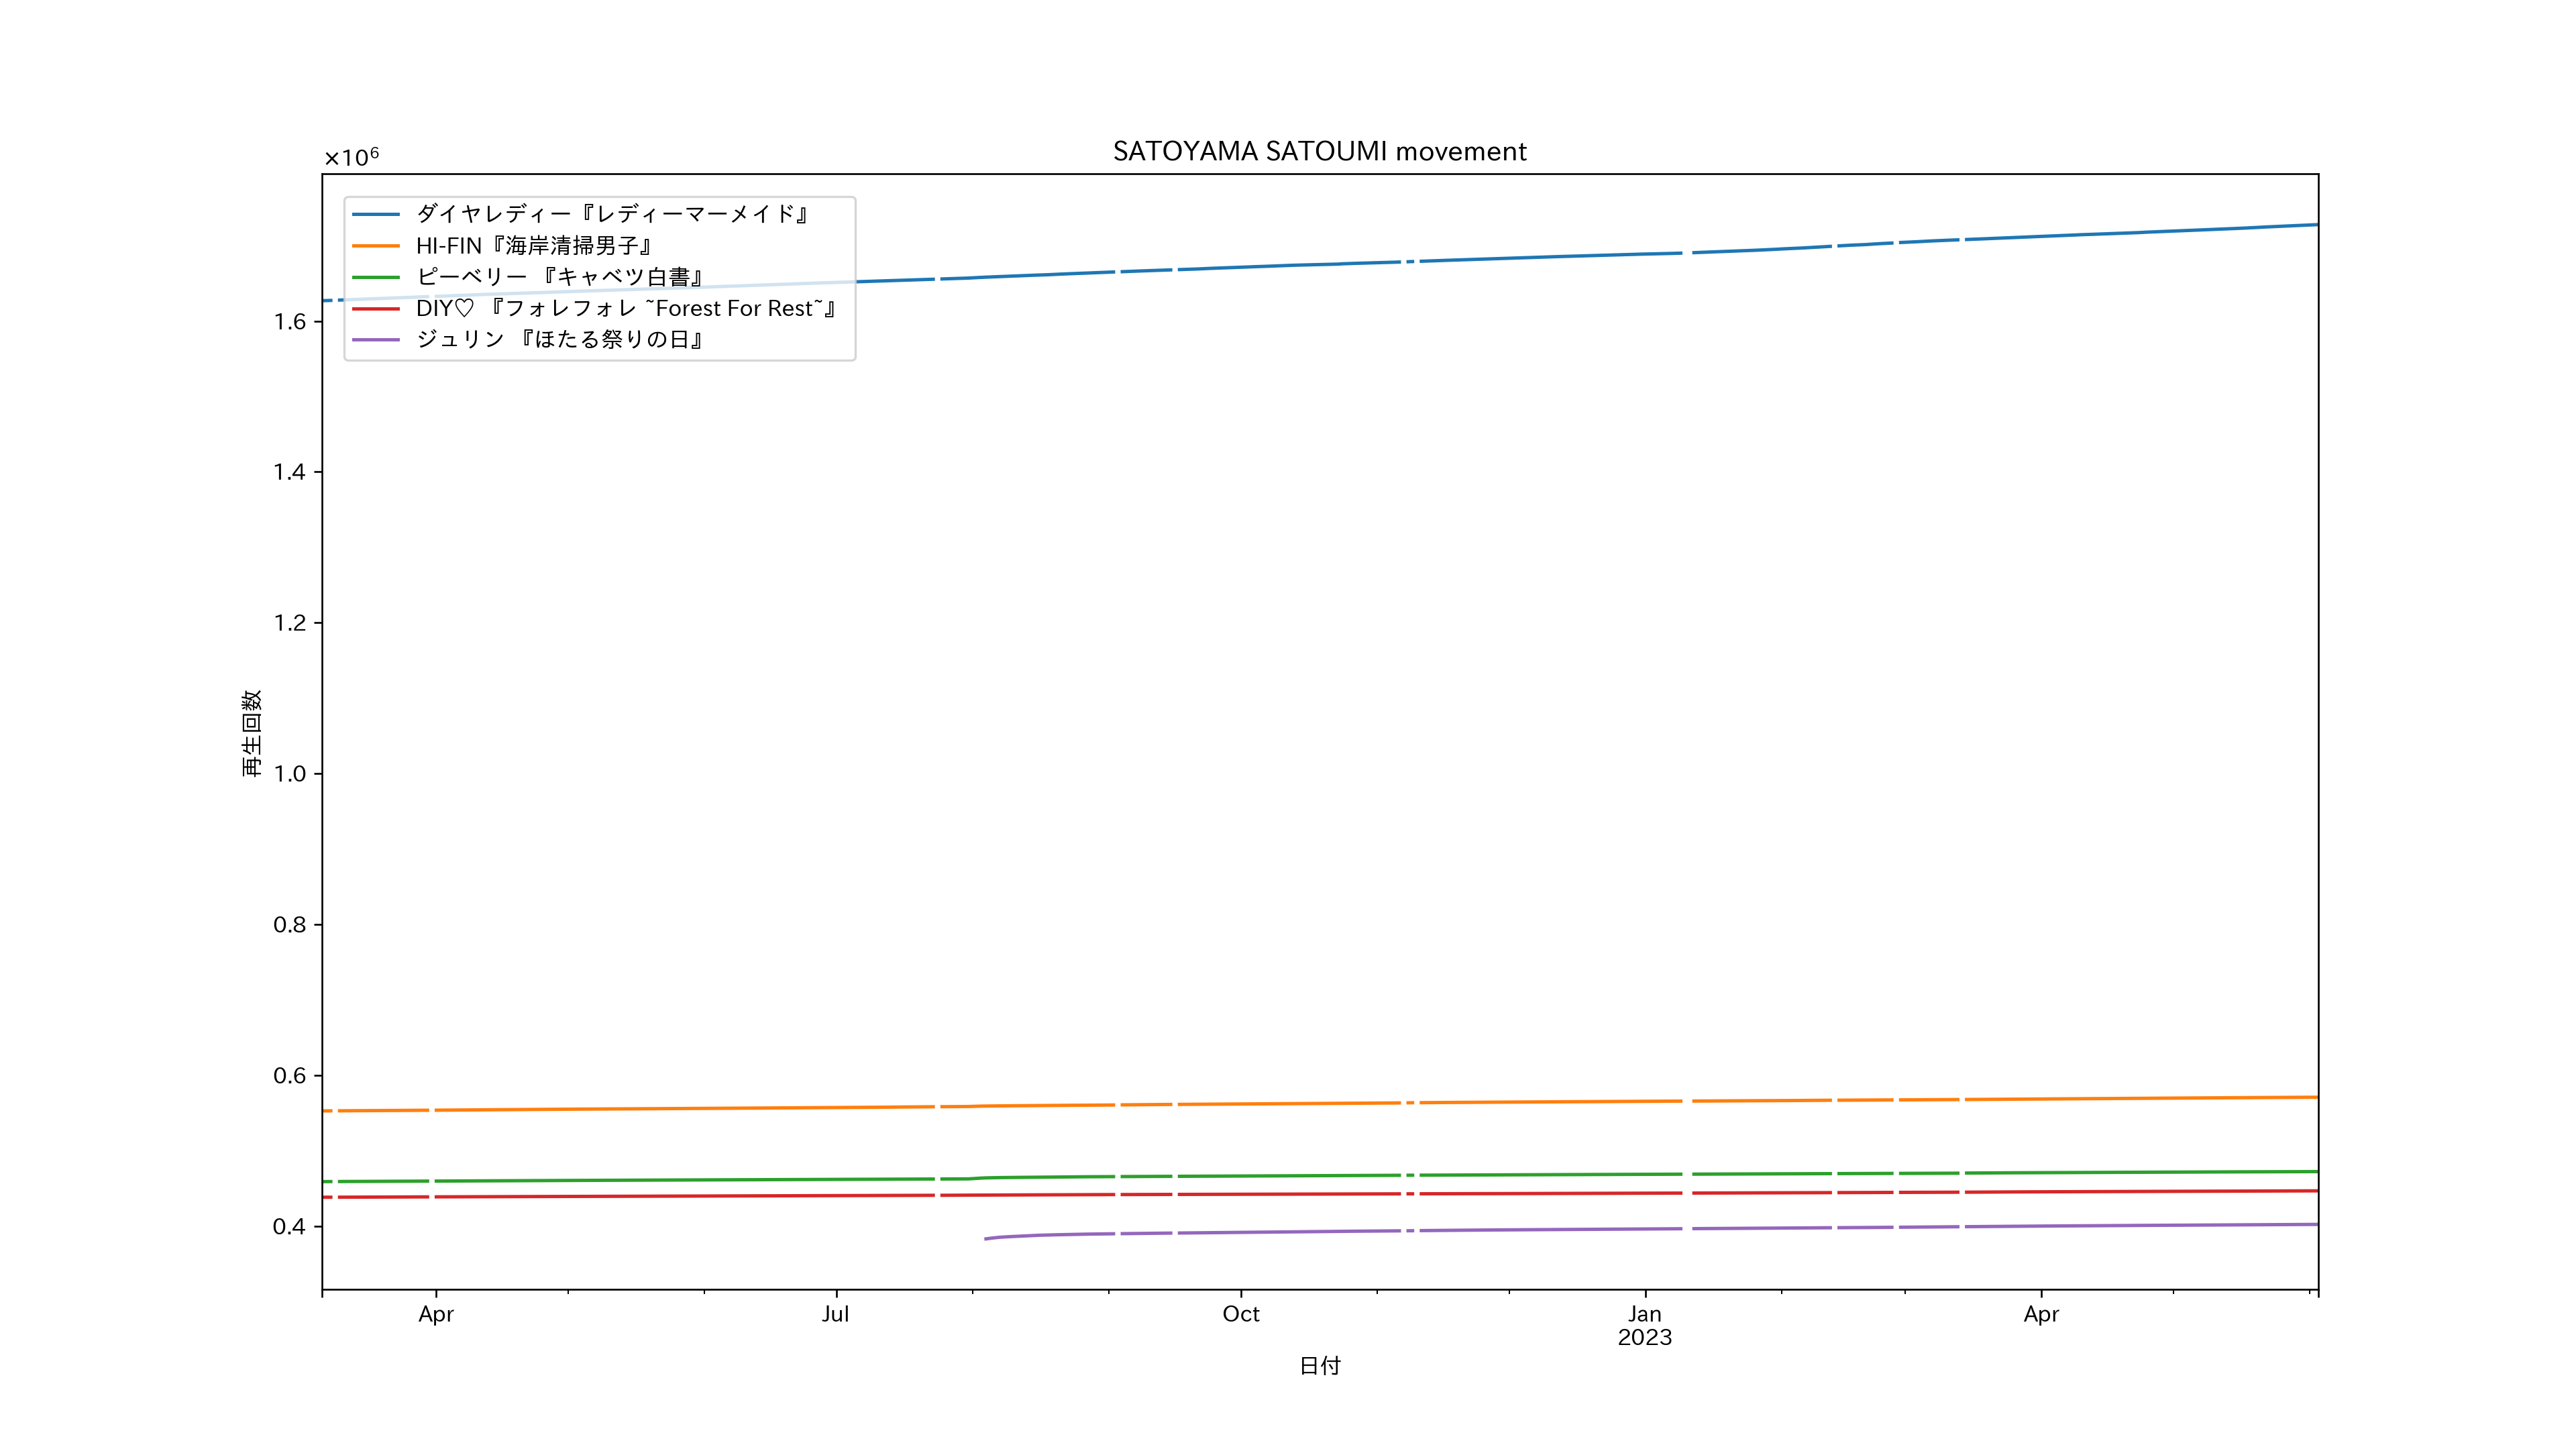 SATOYAMA SATOUMI movement
×10⁶
ダイヤレディー『レディーマーメイド』
HI-FIN『海岸清掃男子』
ピーベリー 『キャベツ白書』
DIY♡ 『フォレフォレ ~Forest For Rest~』
ジュリン 『ほたる祭りの日』
1.6
1.4
1.2
1.0
0.8
0.6
0.4
再生回数
Apr
Jul
Oct
Jan
2023
Apr
日付